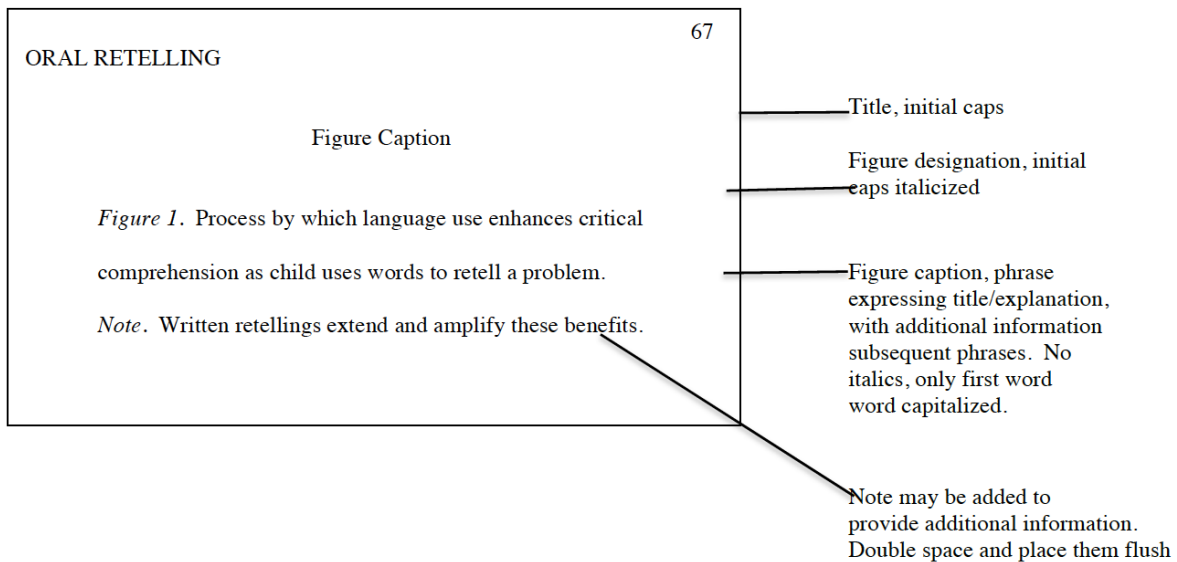 67
ORAL RETELLING
Figure Caption
Figure 1. Process by which language use enhances critical
comprehension as child uses words to retell a problem.
Note. Written retellings extend and amplify these benefits.
Title, initial caps
Figure designation, initial
caps italicized
Figure caption, phrase
expressing title/explanation,
with additional information
subsequent phrases. No
italics, only first word
word capitalized.
Note may be added to
provide additional information.
Double space and place them flush